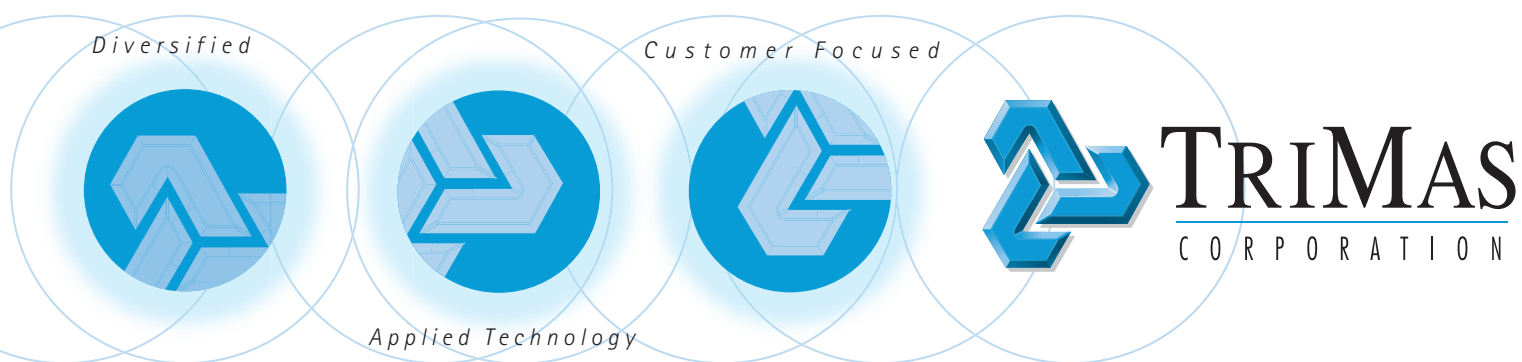 Diversified
Customer Focused
Applied Technology
TRIMAS
CORPORATION